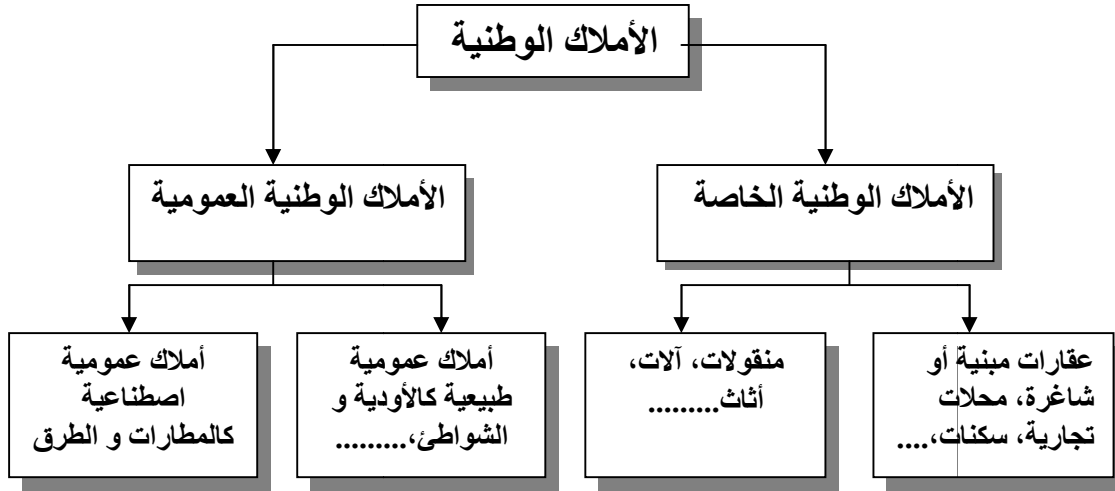 الأملاك الوطنية
الأملاك الوطنية الخاصة
الأملاك الوطنية العمومية
عقارات مبنية أو
شاغرة، محلات
تجارية، سكنات،....
منقولات، آلات،
أثاث.........
أملاك عمومية
طبيعية كالأودية و
الشواطئ،.........
أملاك عمومية
اصطناعية
كالمطارات و الطرق